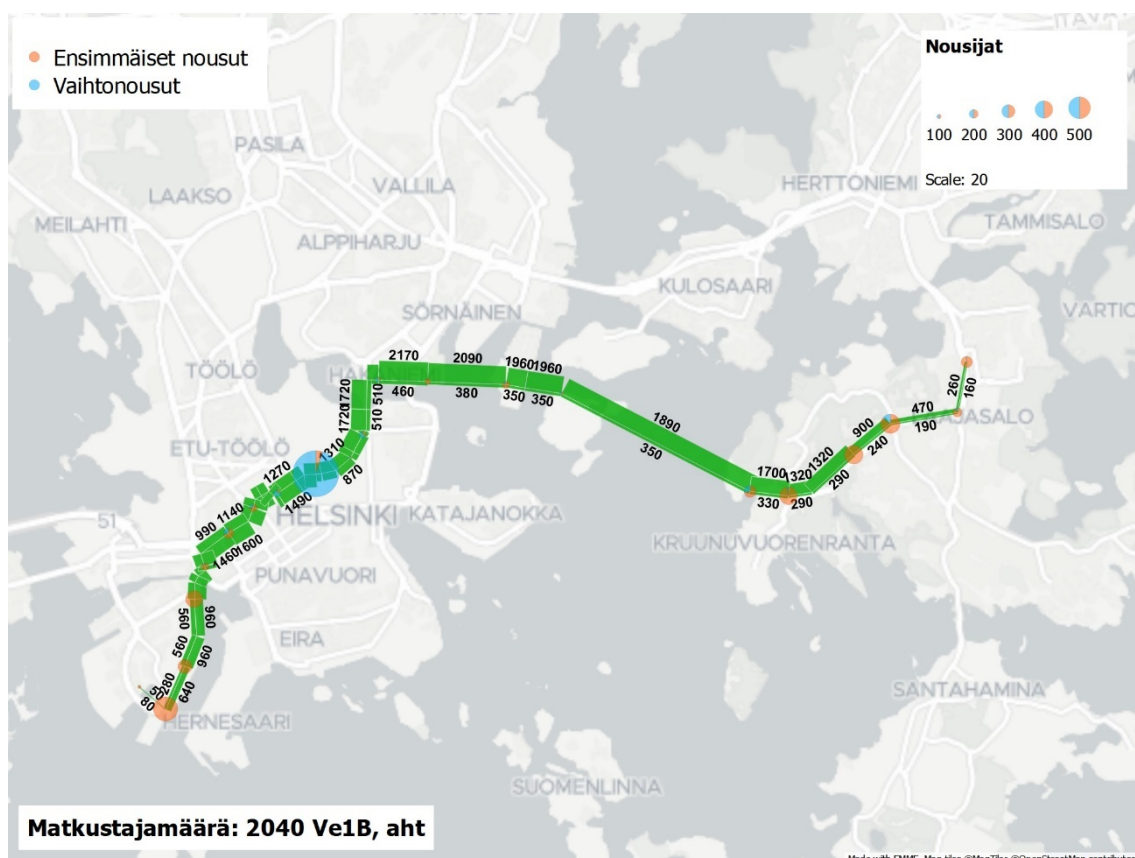 Ensimmäiset nousut
Vaihtonousut
Nousijat
100 200 300 400 500
Scale: 20
PASILA
LAAKSO
VALLILA
MEILAHTI
ALPPIHARJU
HERTTONIEMI
TAMMISALO
KULOSAARI
SÖRNÄINEN
VARTIO
TÖÖLÖ
HAKANIEMI
2170
2090
1960
1960
460
380
350
350
1720
510
1720
510
260
160
470
190
AJASALO
1890
350
ETU-TÖÖLÖ
1310
870
1270
1490
900
240
1700
1320
1320
330
290
290
1140
990
HELSINKI
KATAJANOKKA
51
1460
1600
KRUUNUVUORENRANTA
PUNAVUORI
560
960
EIRA
560
960
280
640
50
80
HERNESAARI
SANTAHAMINA
SUOMENLINNA
Matkustajamäärä: 2040 Ve1B, aht